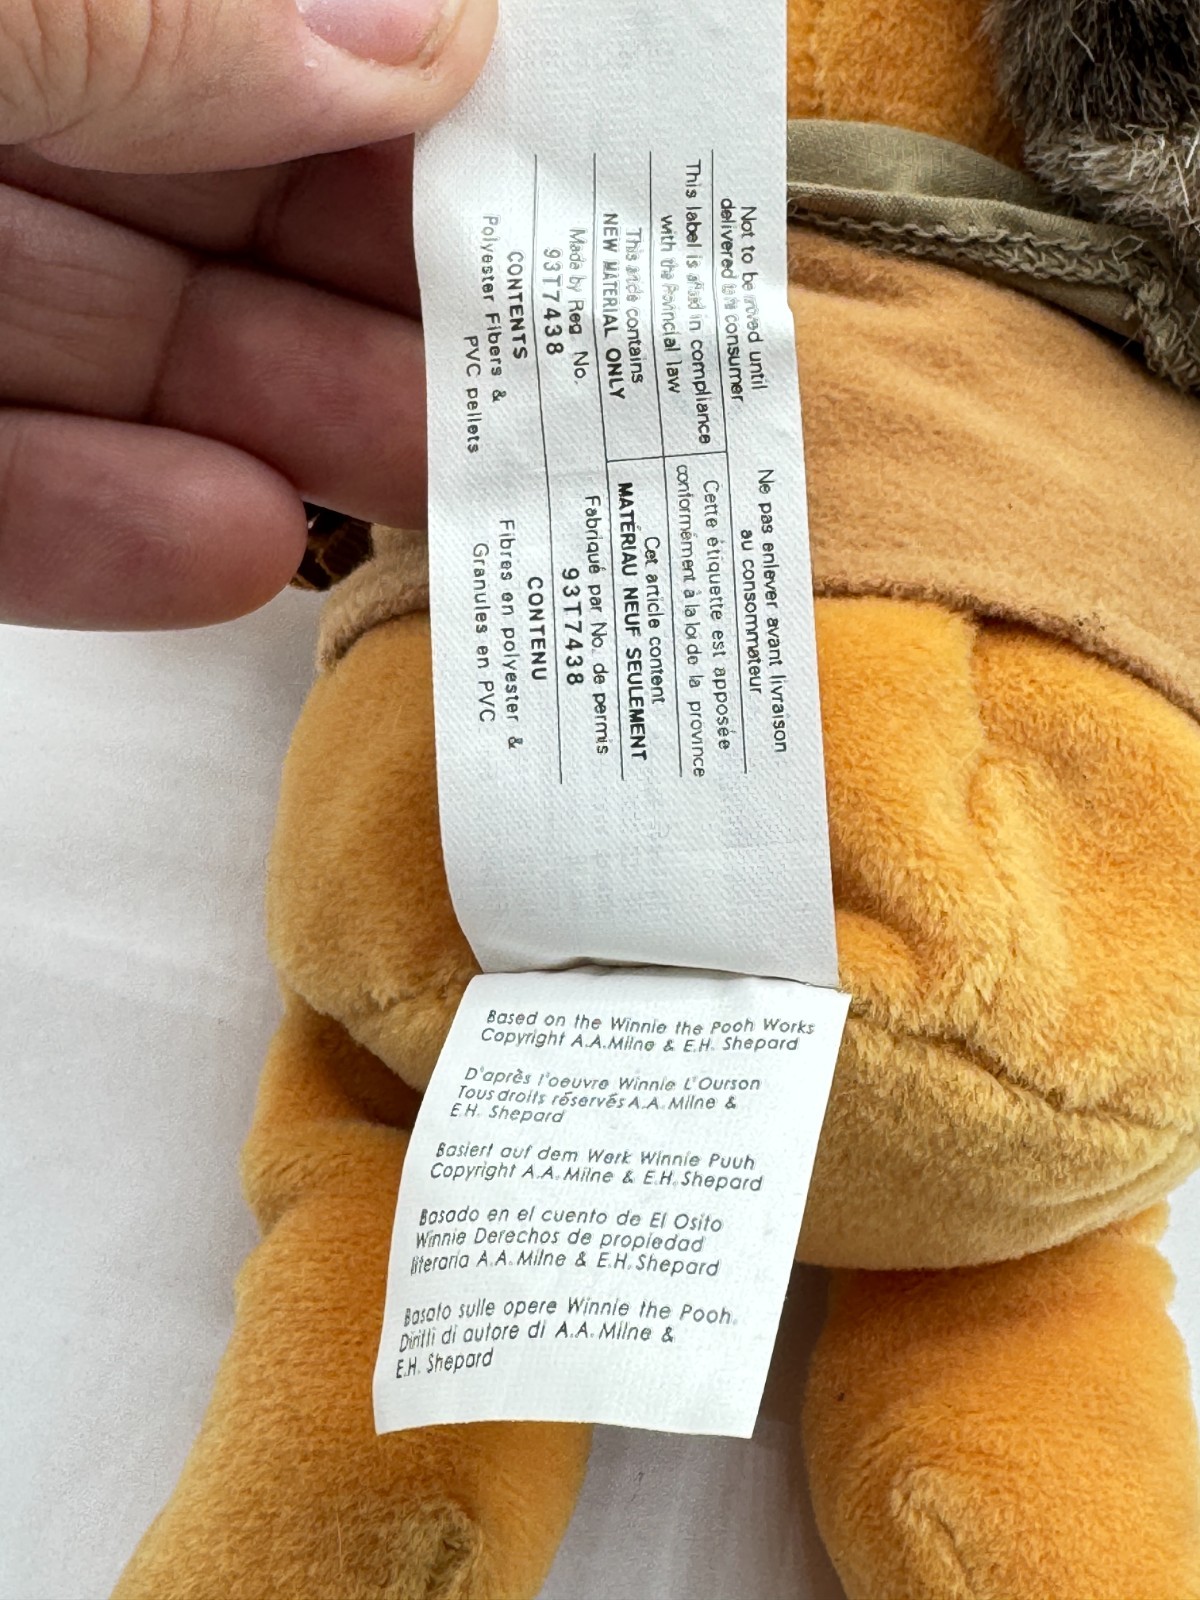 Not to be removed until
delivered to the consumer
This label is affixed in compliance
with the Provincial law
This article contains
NEW MATERIAL ONLY
Made by Reg. No.
93T7438
CONTENTS
Polyester Fibers &
PVC pellets
Ne pas enlever avant livraison
au consommateur
Cette étiquette est apposée
conformément à la loi de la province
Cet article content
MATÉRIAU NEUF SEULEMENT
Fabriqué par No. de permis
93T7438
CONTENU
Fibres en polyester &
Granules en PVC
Based on the Winnie the Pooh Works
Copyright A.A.Milne & E.H. Shepard
D'après l'oeuvre Winnie L'Ourson
Tous droits réservés A.A. Milne &
E.H. Shepard
Basiert auf dem Werk Winnie Puuh
Copyright A.A. Milne & E.H. Shepard
Basado en el cuento de El Osito
Winnie Derechos de propiedad
literaria A.A. Milne & E.H. Shepard
Basato sulle opere Winnie the Pooh.
Diritti di autore di A.A. Milne &
E.H. Shepard